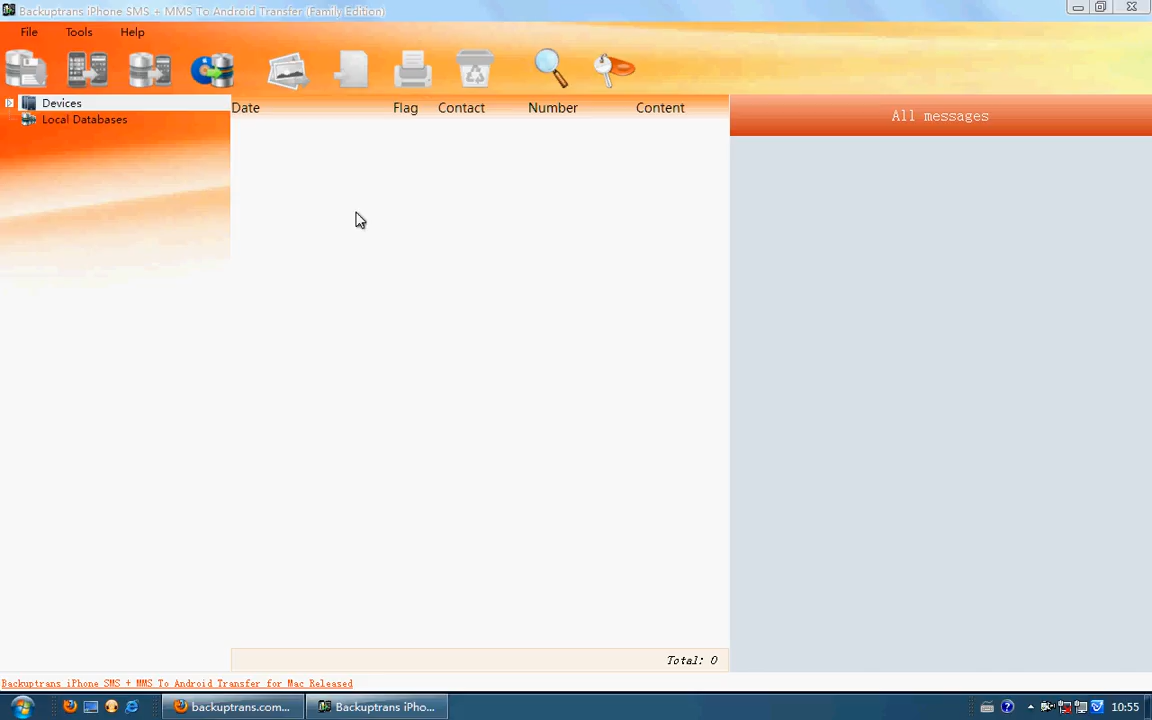 Backuptrans iPhone SMS + MMS To Android Transfer (Family Edition)
File Tools Help
Devices
Local Databases
Date Flag Contact Number Content
All messages
Total: 0
Backuptrans iPhone SMS + MMS To Android Transfer for Mac Released
backuptrans.com... Backuptrans iPho... 10:55